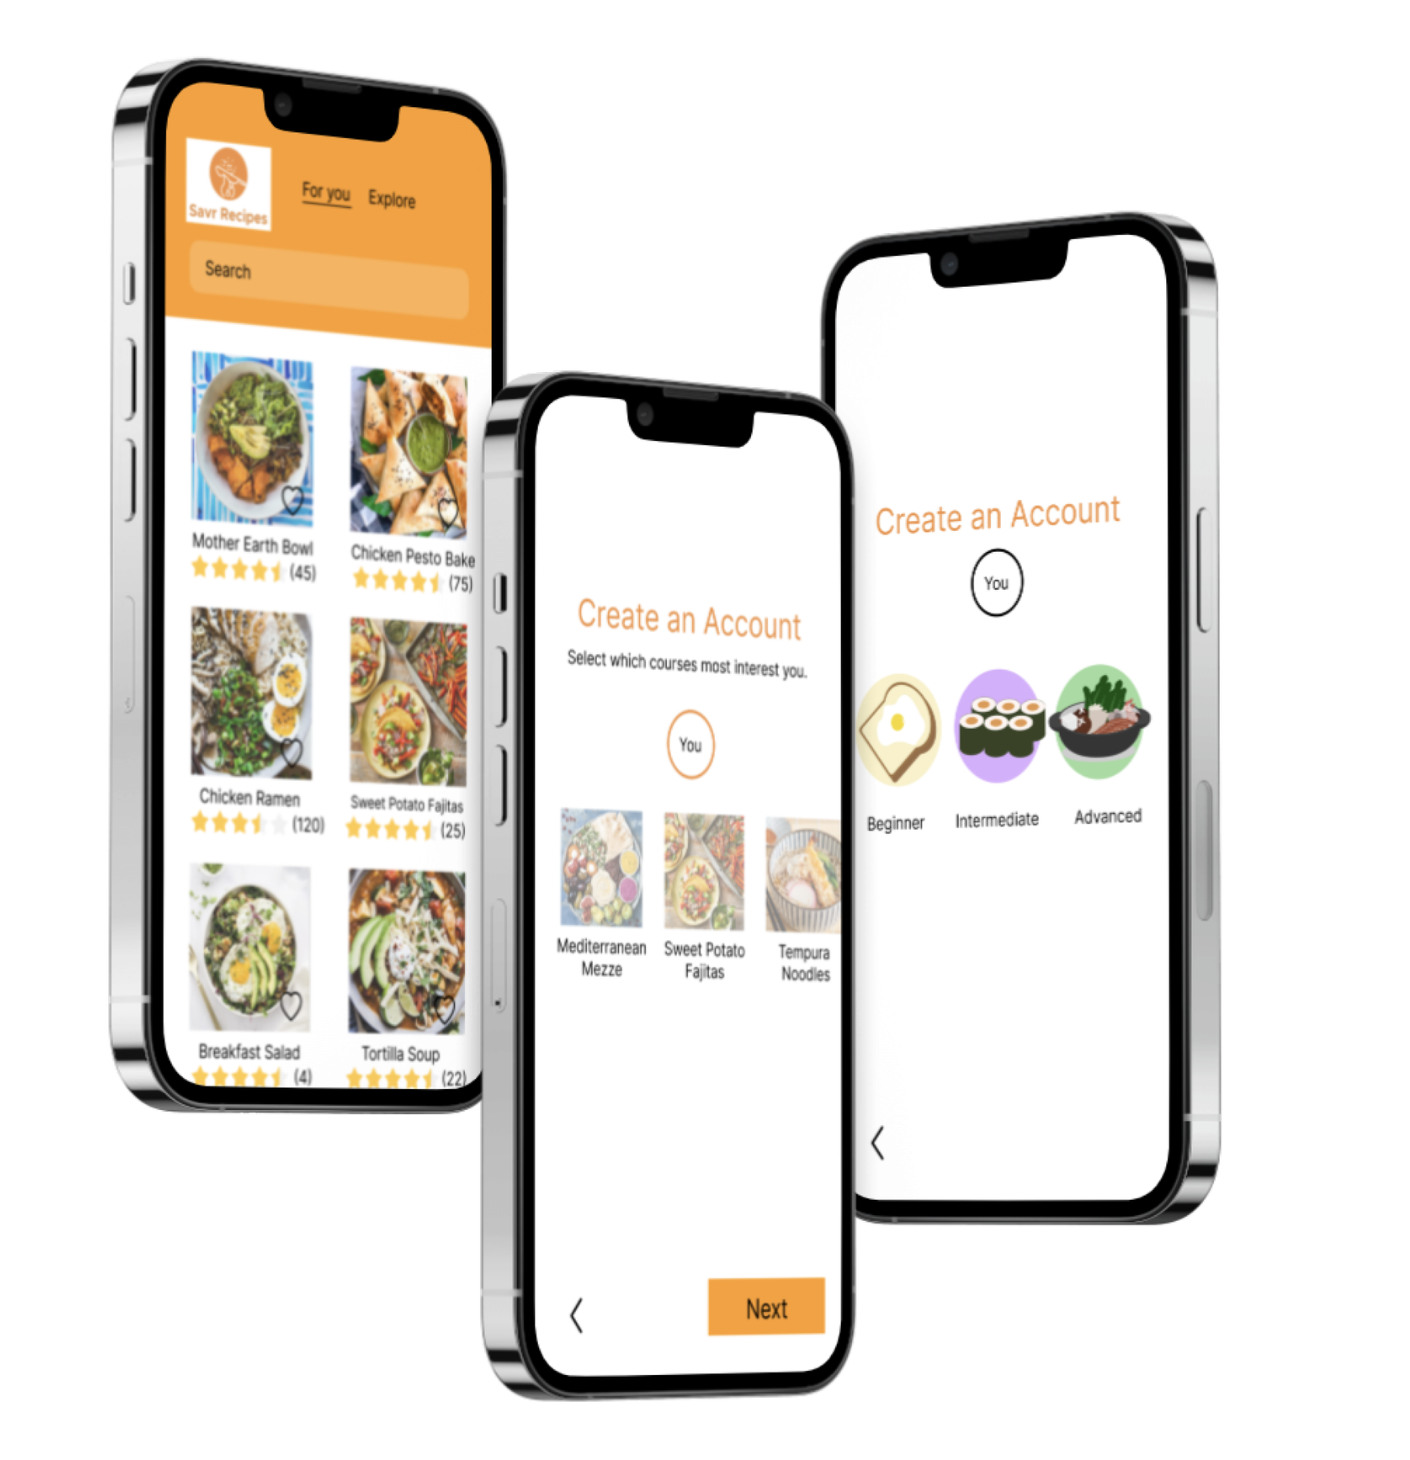 Savr Recipes
For you Explore
Search
Mother Earth Bowl
(45)
Chicken Pesto Bake
(75)
Chicken Ramen
(120)
Sweet Potato Fajitas
(25)
Breakfast Salad
(4)
Tortilla Soup
(22)
Create an Account
Select which courses most interest you.
You
Mediterranean
Mezze
Sweet Potato
Fajitas
Tempura
Noodles
Next
Create an Account
You
Beginner
Intermediate
Advanced